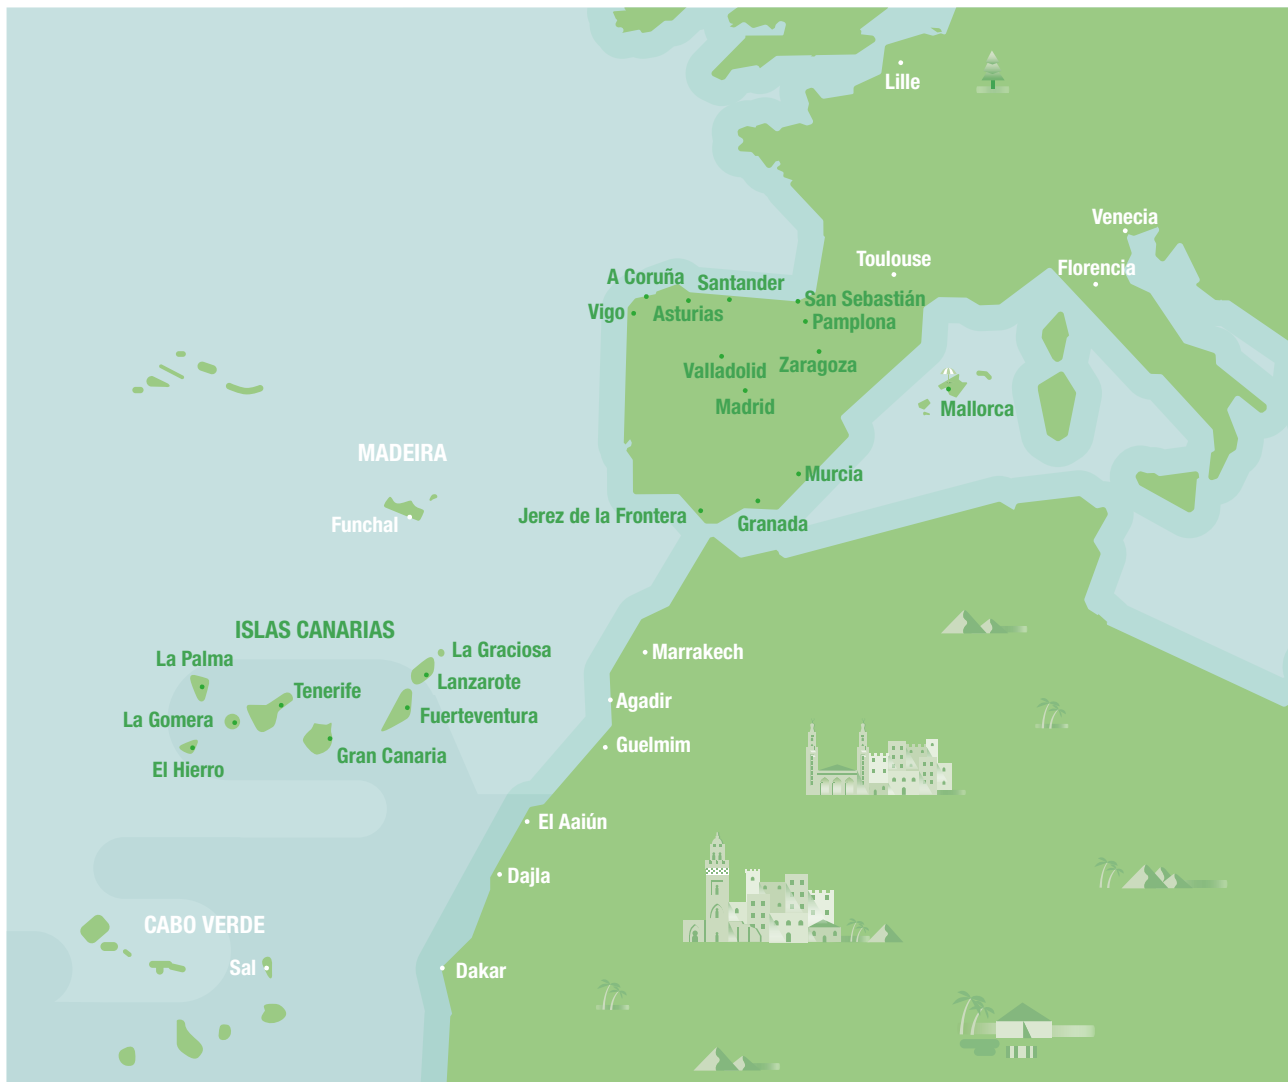 Lille
Venecia
Toulouse
Florencia
A Coruña
Santander
San Sebastián
Vigo
Asturias
Pamplona
Valladolid
Zaragoza
Madrid
Mallorca
MADEIRA
Murcia
Funchal
Jerez de la Frontera
Granada
ISLAS CANARIAS
La Graciosa
La Palma
Lanzarote
Tenerife
La Gomera
Fuerteventura
El Hierro
Gran Canaria
Marrakech
Agadir
Guelmim
El Aaiún
Dajla
CABO VERDE
Sal
Dakar